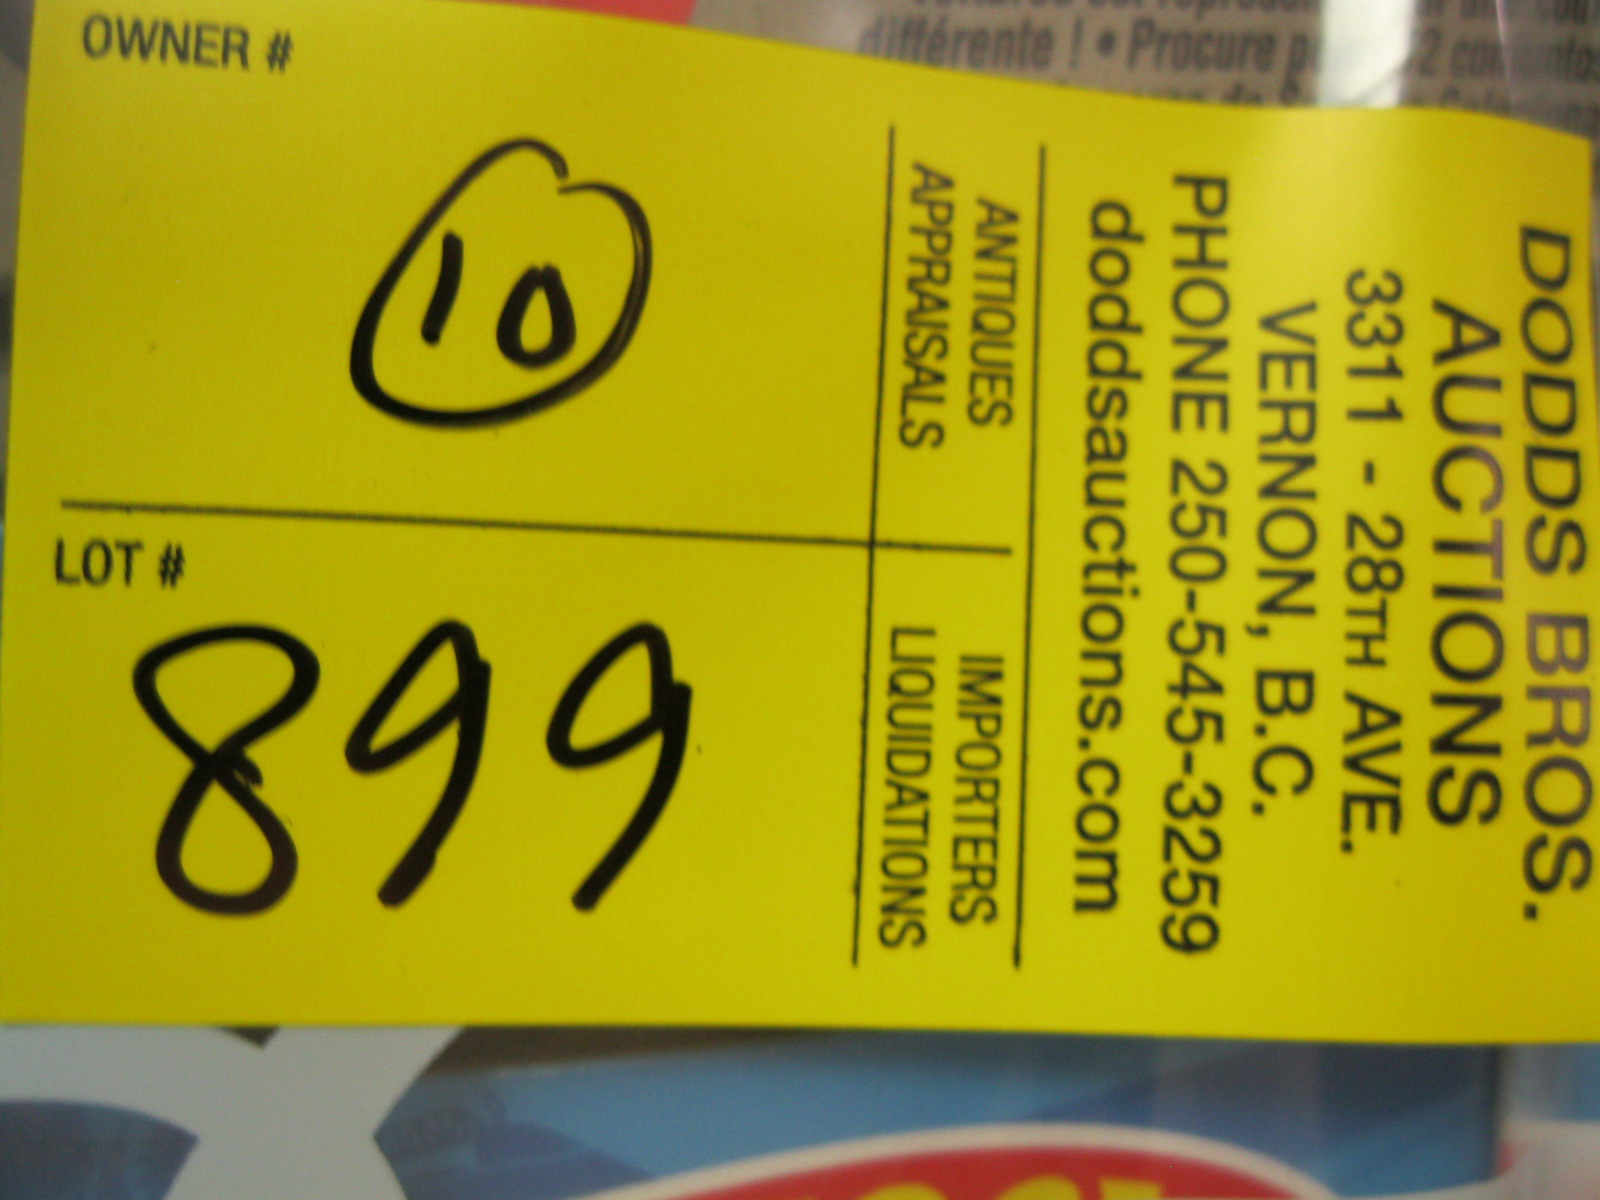 différente ! • Procure
OWNER #
10
LOT #
899
DODDS BROS.
AUCTIONS
3311 - 28TH AVE.
VERNON, B.C.
PHONE 250-545-3259
doddsauctions.com
ANTIQUES
APPRAISALS
IMPORTERS
LIQUIDATIONS